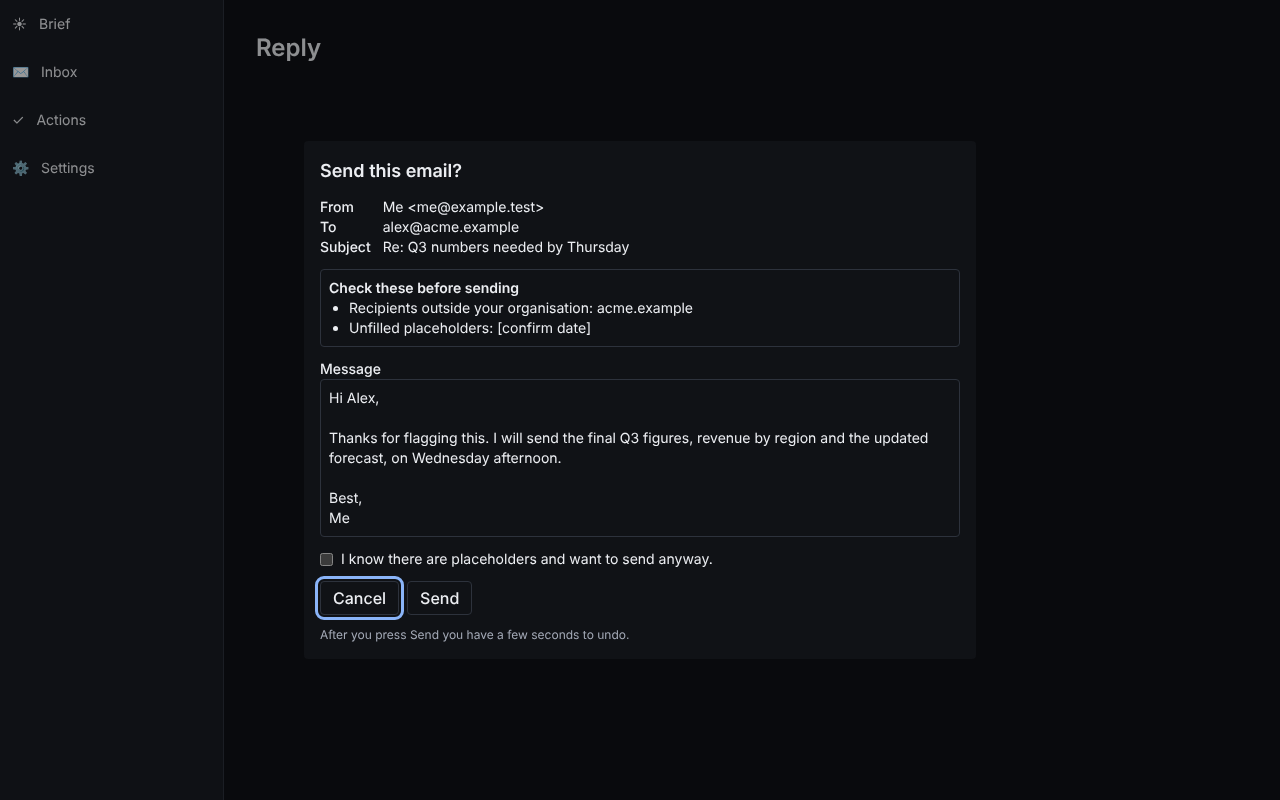 Brief
Inbox
Actions
Settings
Reply
Send this email?
From Me <me@example.test>
To alex@acme.example
Subject Re: Q3 numbers needed by Thursday
Check these before sending
• Recipients outside your organisation: acme.example
• Unfilled placeholders: [confirm date]
Message
Hi Alex,
Thanks for flagging this. I will send the final Q3 figures, revenue by region and the updated
forecast, on Wednesday afternoon.
Best,
Me
I know there are placeholders and want to send anyway.
Cancel Send
After you press Send you have a few seconds to undo.